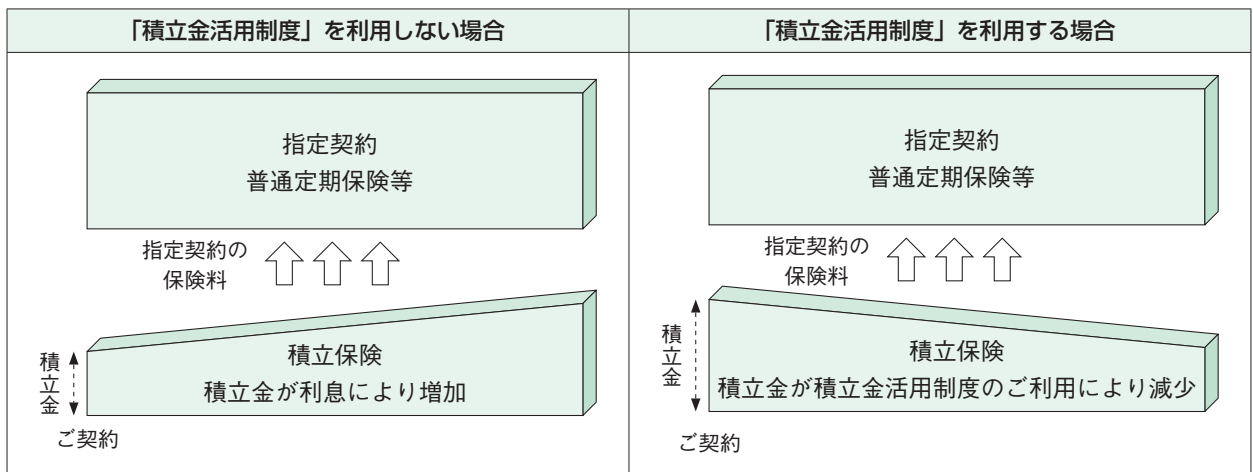 「積立金活用制度」を利用しない場合
指定契約
普通定期保険等
指定契約の
保険料
積立金
積立保険
積立金が利息により増加
ご契約
「積立金活用制度」を利用する場合
指定契約
普通定期保険等
指定契約の
保険料
積立金
積立保険
積立金が積立金活用制度のご利用により減少
ご契約